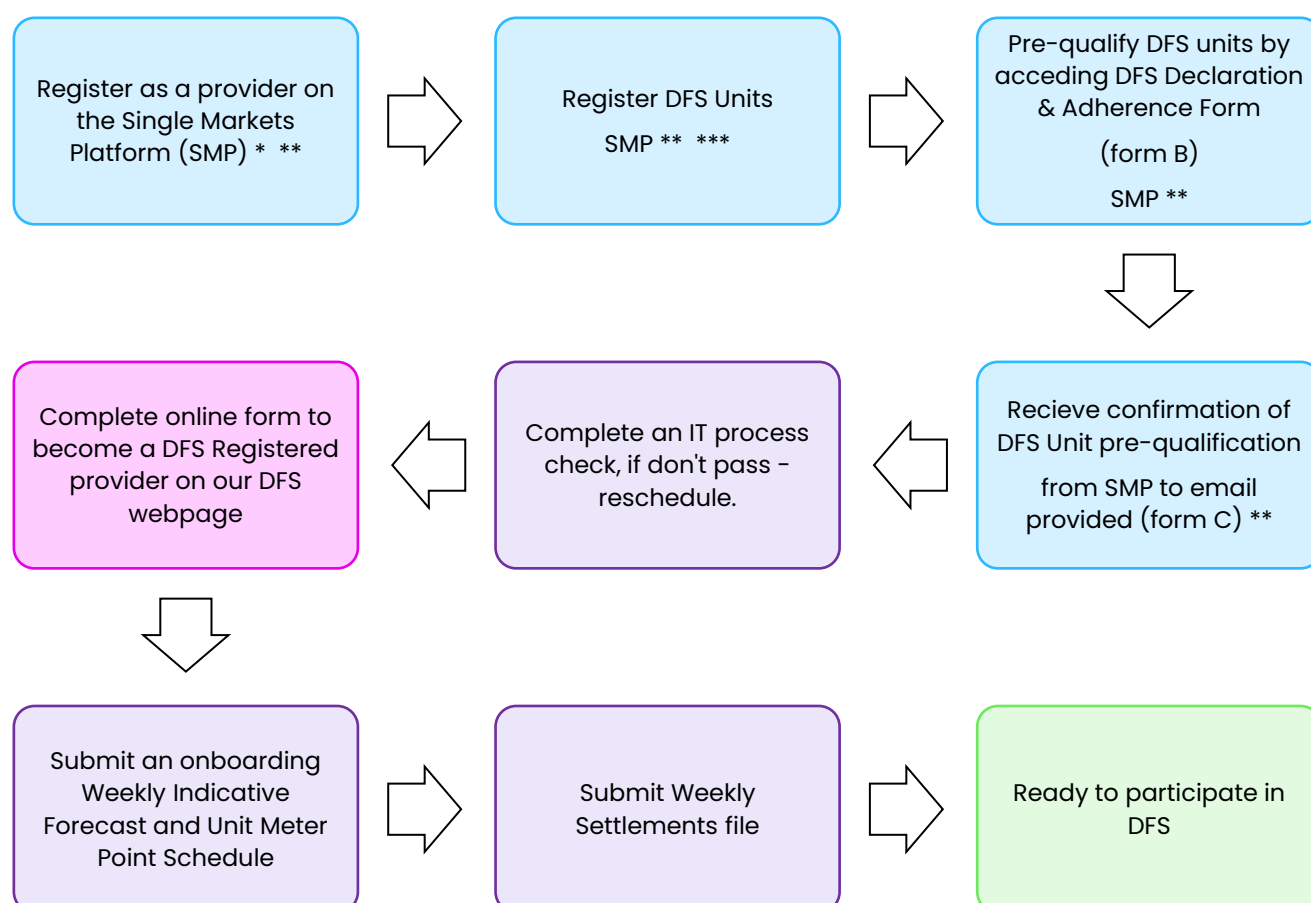 Register as a provider on
the Single Markets
Platform (SMP) * **
Register DFS Units
SMP ** ***
Pre-qualify DFS units by
acceding DFS Declaration
& Adherence Form
(form B)
SMP **
Complete online form to
become a DFS Registered
provider on our DFS
webpage
Complete an IT process
check, if don't pass -
reschedule.
Recieve confirmation of
DFS Unit pre-qualification
from SMP to email
provided (form C) **
Submit an onboarding
Weekly Indicative
Forecast and Unit Meter
Point Schedule
Submit Weekly
Settlements file
Ready to participate in
DFS